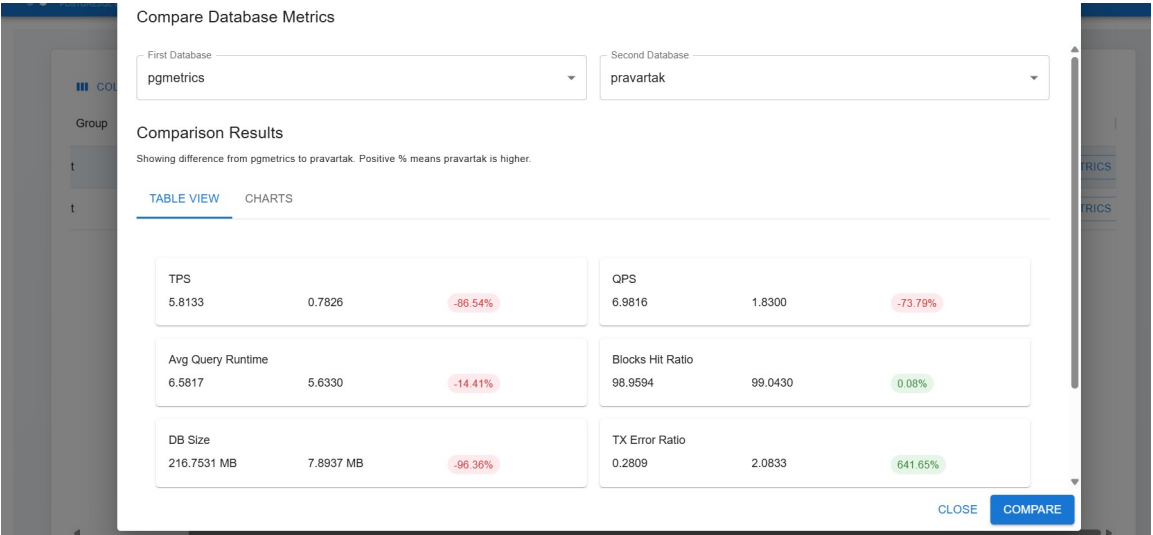 Compare Database Metrics
First Database
Second Database
pgmetrics
pravartak
COL
Group
Comparison Results
Showing difference from pgmetrics to pravartak. Positive % means pravartak is higher.
t
TRICS
TABLE VIEW CHARTS
t
TRICS
TPS
5.8133 0.7826 -86.54%
QPS
6.9816 1.8300 -73.79%
Avg Query Runtime
6.5817 5.6330 -14.41%
Blocks Hit Ratio
98.9594 99.0430 0.08%
DB Size
216.7531 MB 7.8937 MB -96.36%
TX Error Ratio
0.2809 2.0833 641.65%
CLOSE COMPARE